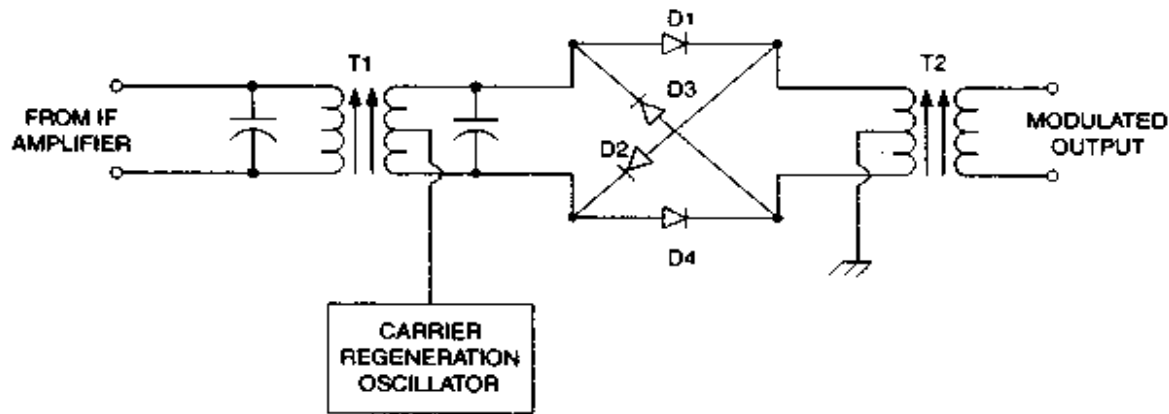 D1
T1
T2
D3
FROM IF
AMPLIFIER
MODULATED
OUTPUT
D2
D4
CARRIER
REGENERATION
OSCILLATOR